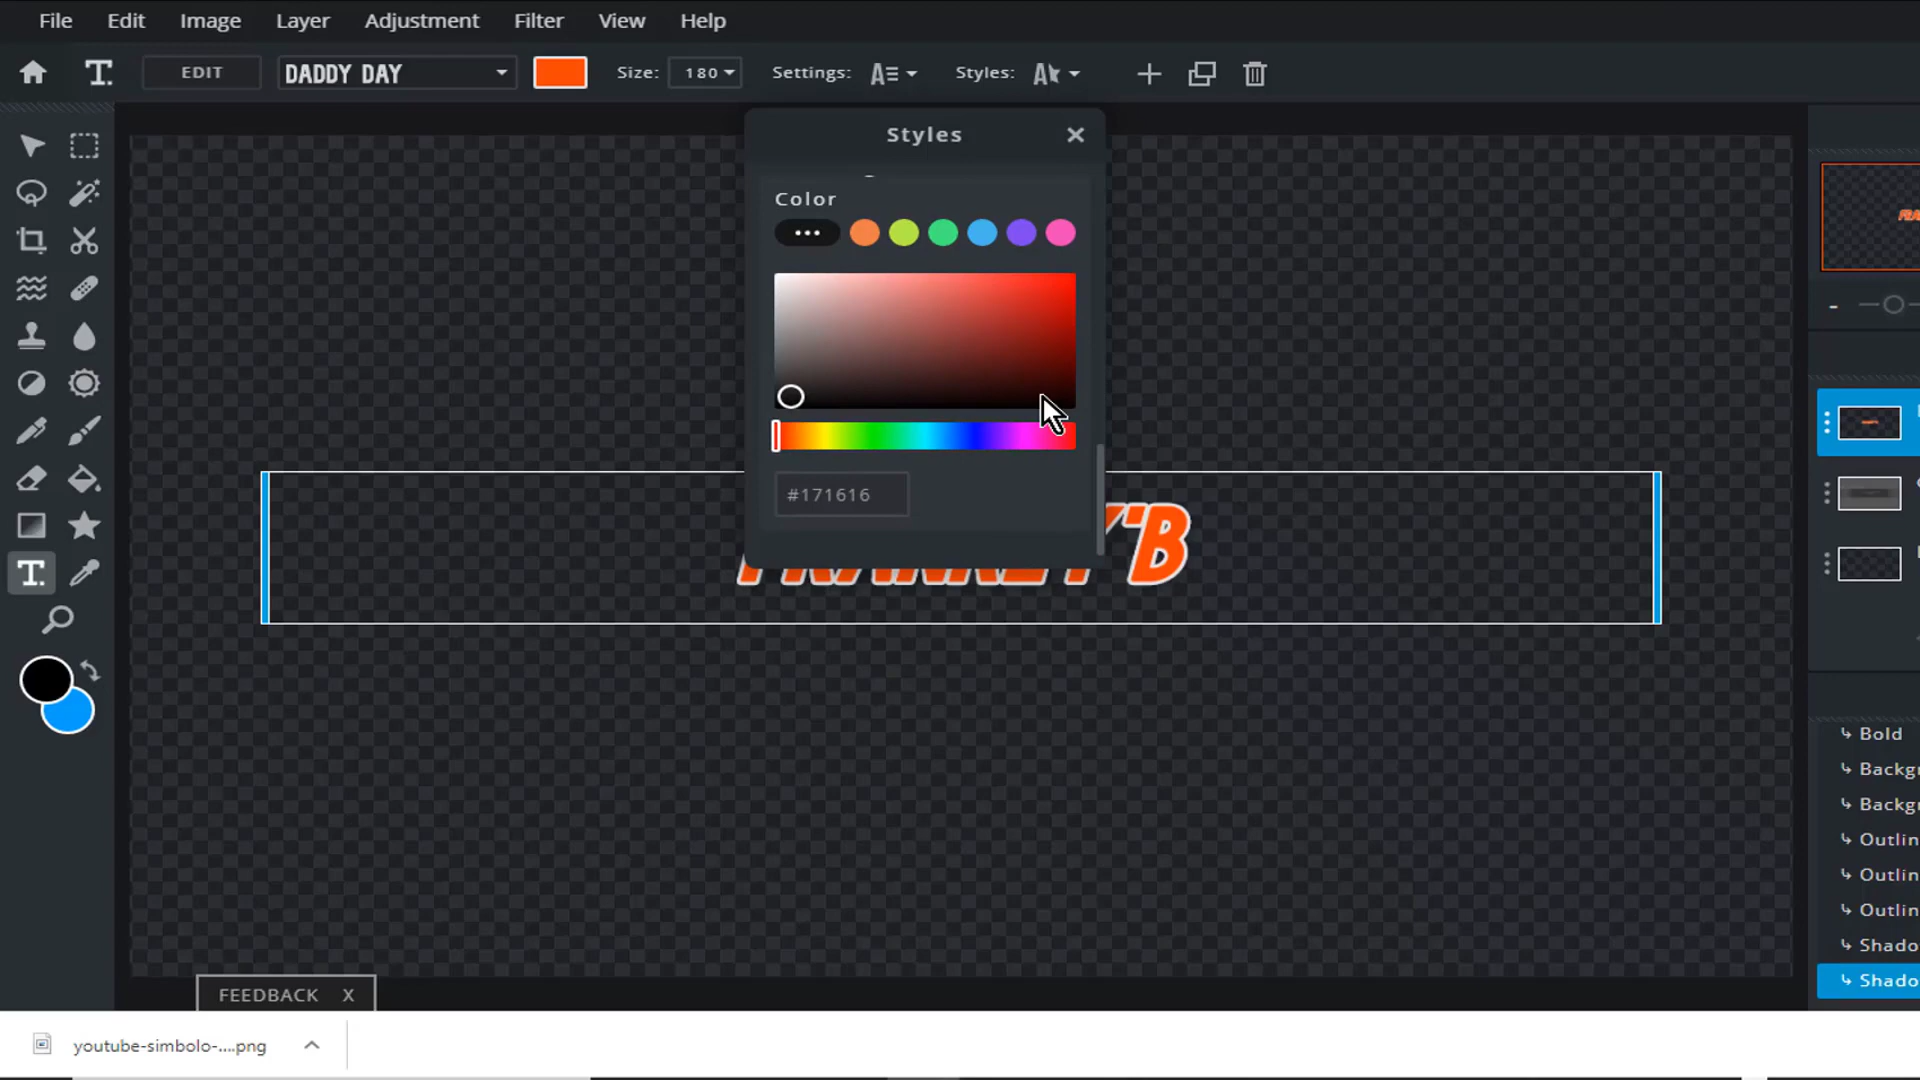 File Edit Image Layer Adjustment Filter View Help
T. EDIT DADDY DAY Size: 180 Settings: Styles:
Styles
Color
#171616
T.
Bold
FEEDBACK X
youtube-simbolo-....png